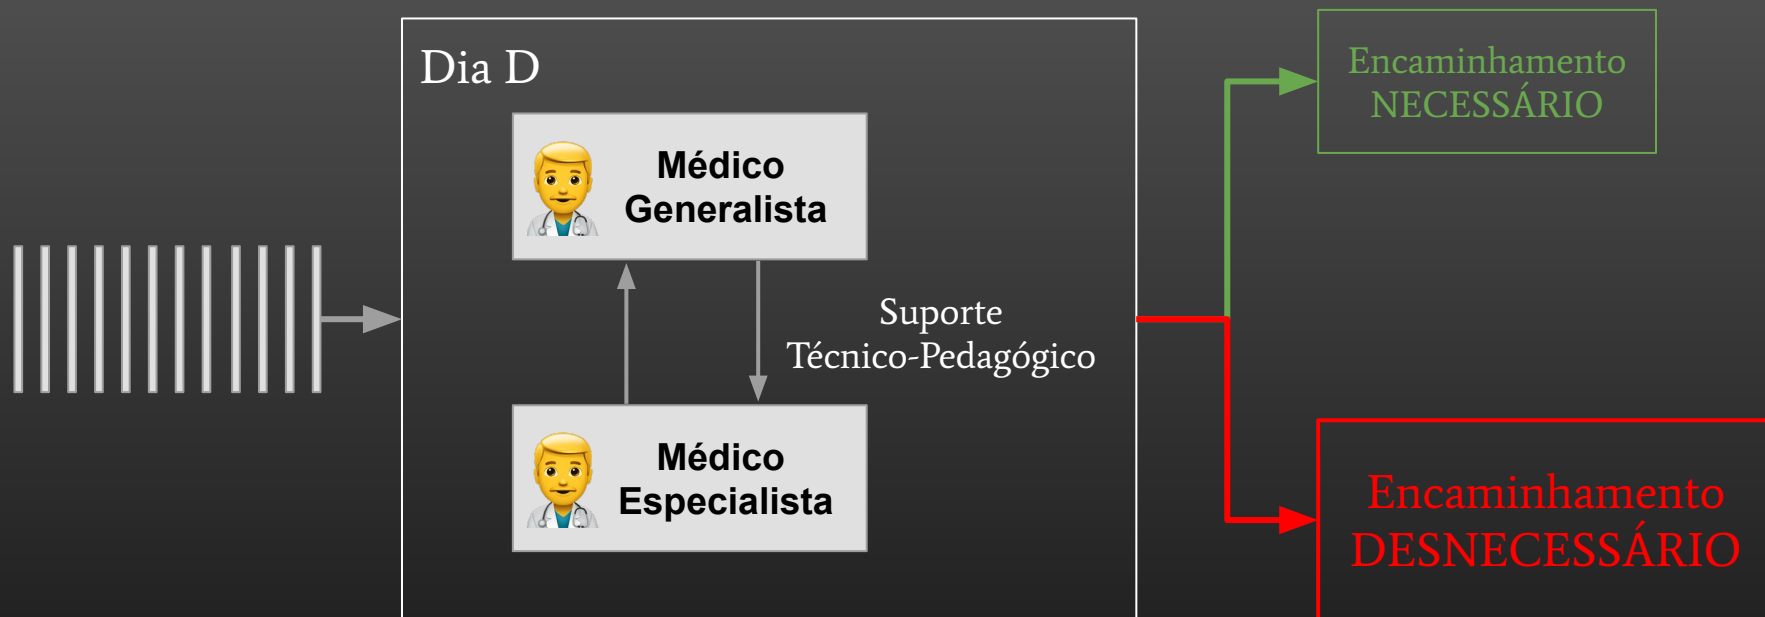 Dia D
Médico
Generalista
Suporte
Técnico-Pedagógico
Médico
Especialista
Encaminhamento
NECESSÁRIO
Encaminhamento
DESNECESSÁRIO